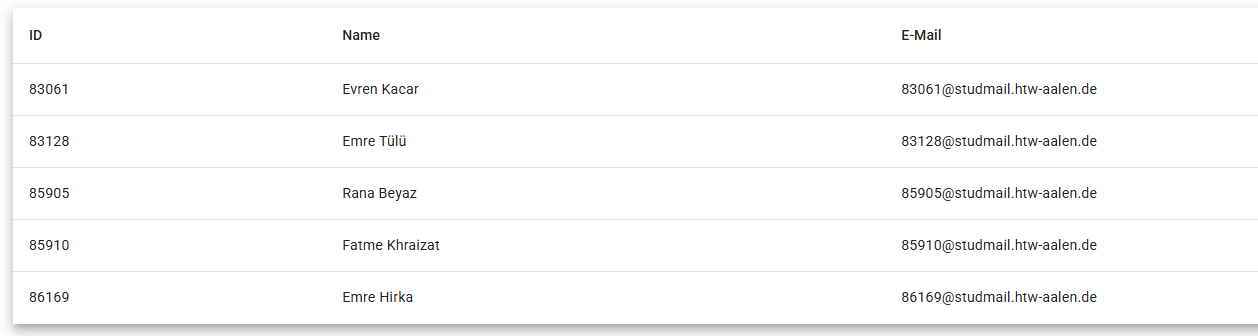 ID Name E-Mail
83061 Evren Kacar 83061@studmail.htw-aalen.de
83128 Emre Tülü 83128@studmail.htw-aalen.de
85905 Rana Beyaz 85905@studmail.htw-aalen.de
85910 Fatme Khraizat 85910@studmail.htw-aalen.de
86169 Emre Hirka 86169@studmail.htw-aalen.de